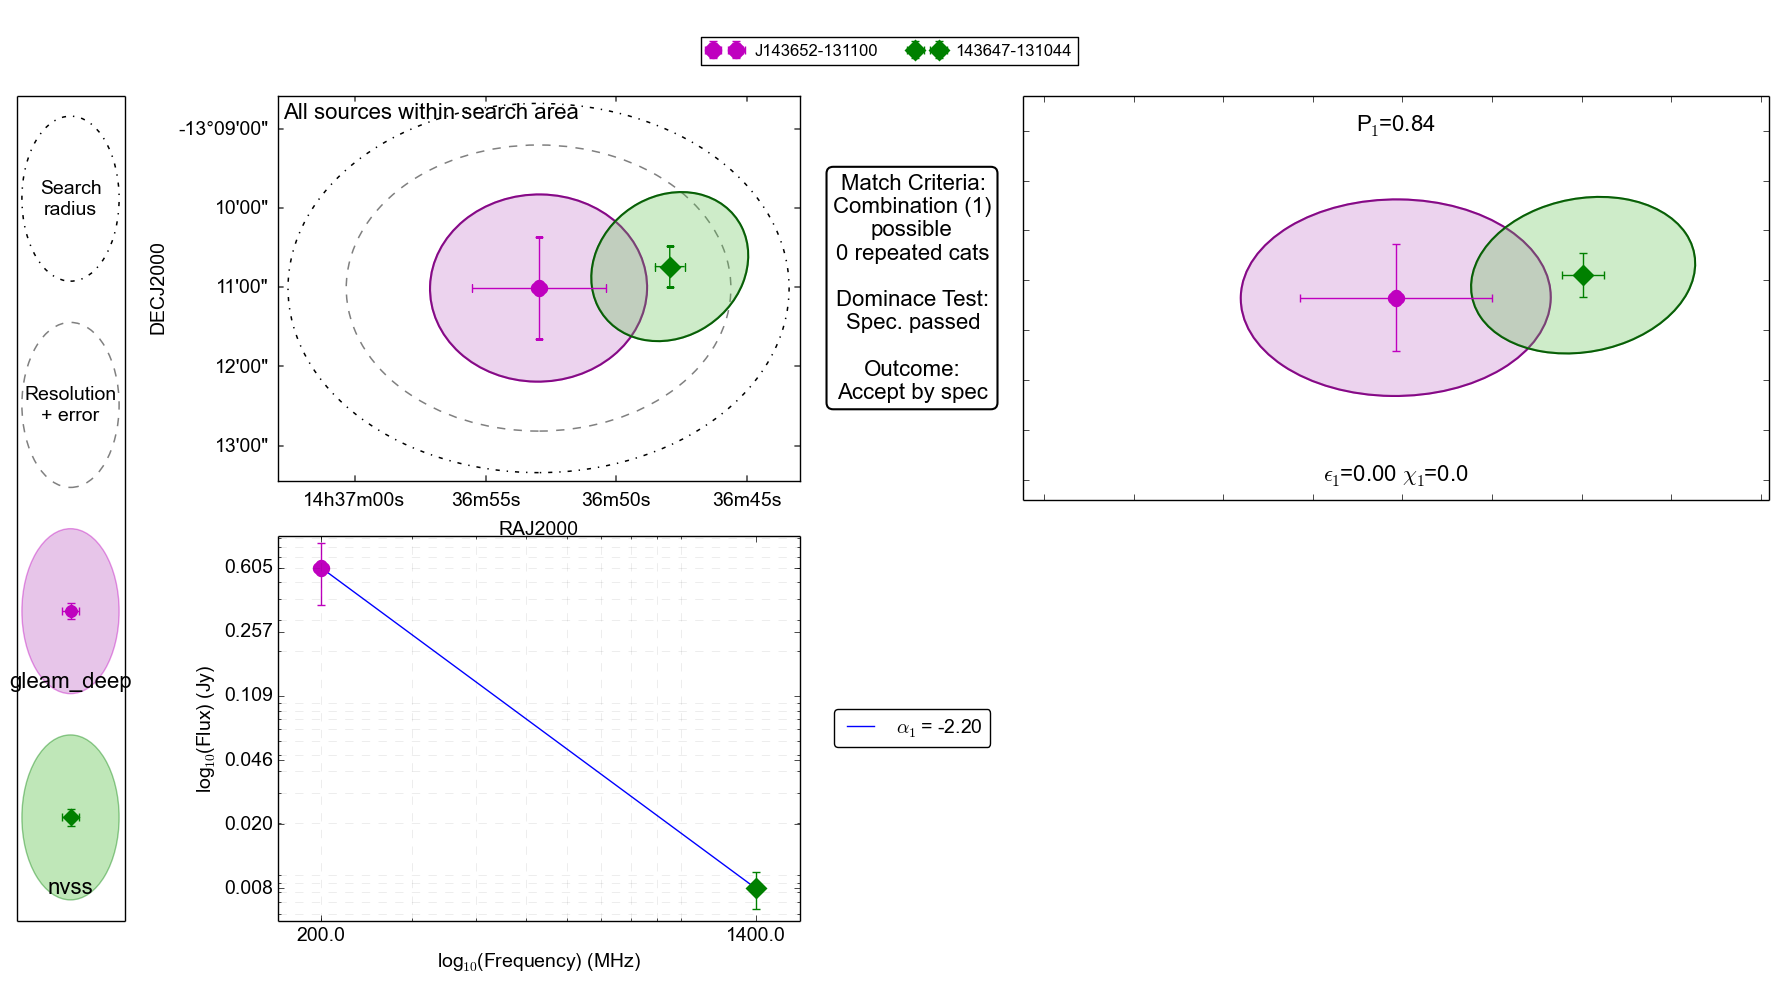 J143652-131100
143647-131044
Search
radius
Resolution
+ error
gleam_deep
nvss
All sources within search area
DECJ2000
-13°09'00"
10'00"
11'00"
12'00"
13'00"
14h37m00s
36m55s
36m50s
36m45s
RAJ2000
Match Criteria:
Combination (1)
possible
0 repeated cats
Dominace Test:
Spec. passed
Outcome:
Accept by spec
P₁=0.84
ϵ₁=0.00 χ₁=0.0
log₁₀(Flux) (Jy)
0.605
0.257
0.109
0.046
0.020
0.008
200.0
1400.0
log₁₀(Frequency) (MHz)
α₁ = -2.20